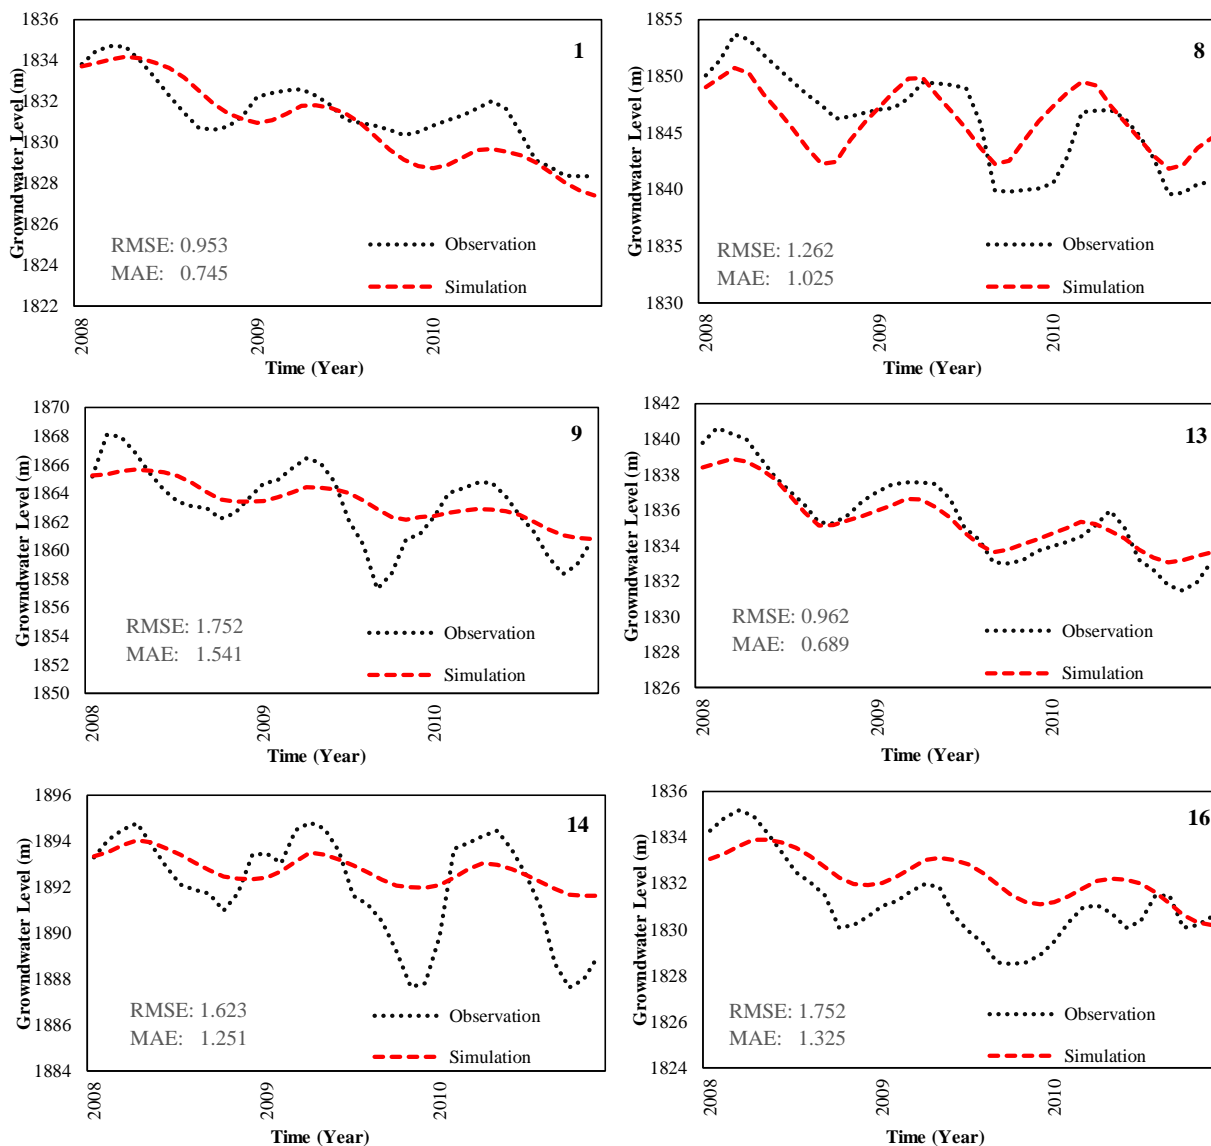 1
Growndwater Level (m)
1836
1834
1832
1830
1828
1826
1824
1822
RMSE: 0.953
MAE: 0.745
Observation
Simulation
2008
2009
2010
Time (Year)
8
Growndwater Level (m)
1855
1850
1845
1840
1835
1830
RMSE: 1.262
MAE: 1.025
Observation
Simulation
2008
2009
2010
Time (Year)
9
Growndwater Level (m)
1870
1868
1866
1864
1862
1860
1858
1856
1854
1852
1850
RMSE: 1.752
MAE: 1.541
Observation
Simulation
2008
2009
2010
Time (Year)
13
Growndwater Level (m)
1842
1840
1838
1836
1834
1832
1830
1828
1826
RMSE: 0.962
MAE: 0.689
Observation
Simulation
2008
2009
2010
Time (Year)
14
Growndwater Level (m)
1896
1894
1892
1890
1888
1886
1884
RMSE: 1.623
MAE: 1.251
Observation
Simulation
2008
2009
2010
Time (Year)
16
Growndwater Level (m)
1836
1834
1832
1830
1828
1826
1824
RMSE: 1.752
MAE: 1.325
Observation
Simulation
2008
2009
2010
Time (Year)